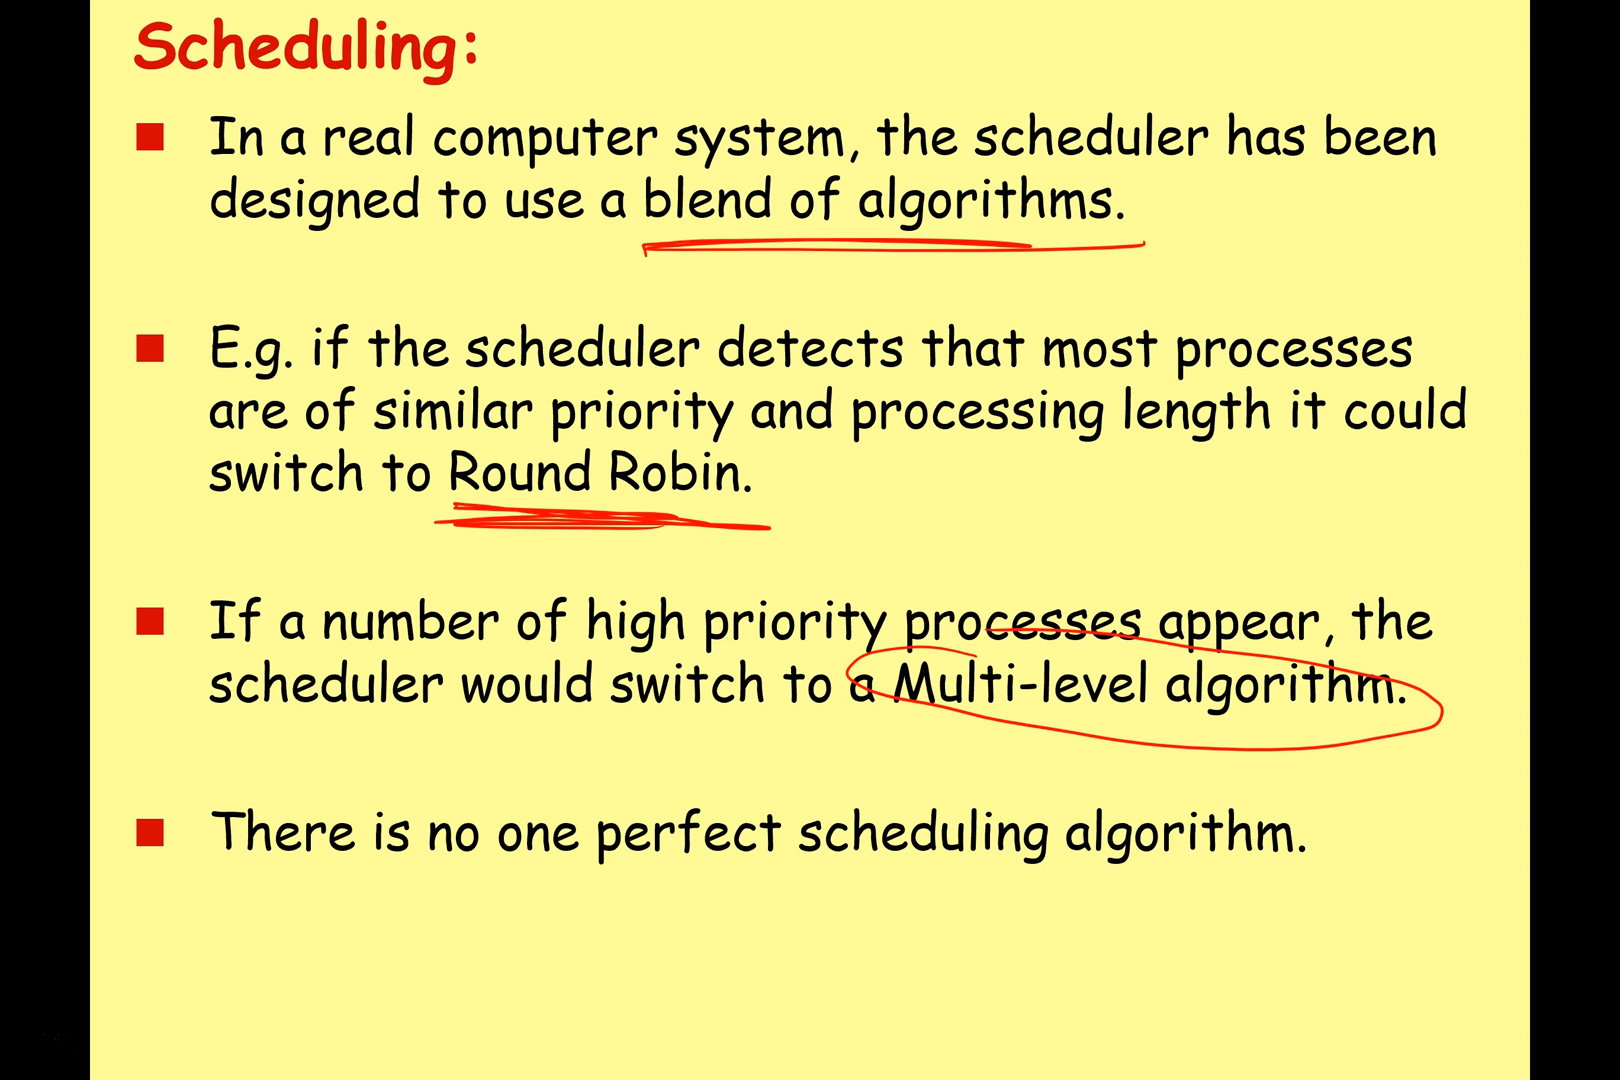 Scheduling:
In a real computer system, the scheduler has been
designed to use a blend of algorithms.
E.g. if the scheduler detects that most processes
are of similar priority and processing length it could
switch to Round Robin.
If a number of high priority processes appear, the
scheduler would switch to a Multi-level algorithm.
There is no one perfect scheduling algorithm.